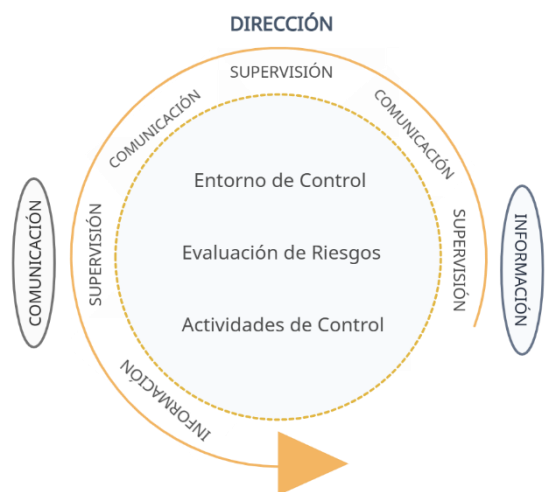 DIRECCIÓN
SUPERVISIÓN
COMUNICACIÓN
COMUNICACIÓN
Entorno de Control
COMUNICACIÓN
SUPERVISIÓN
Evaluación de Riesgos
SUPERVISIÓN
INFORMACIÓN
Actividades de Control
INFORMACIÓN